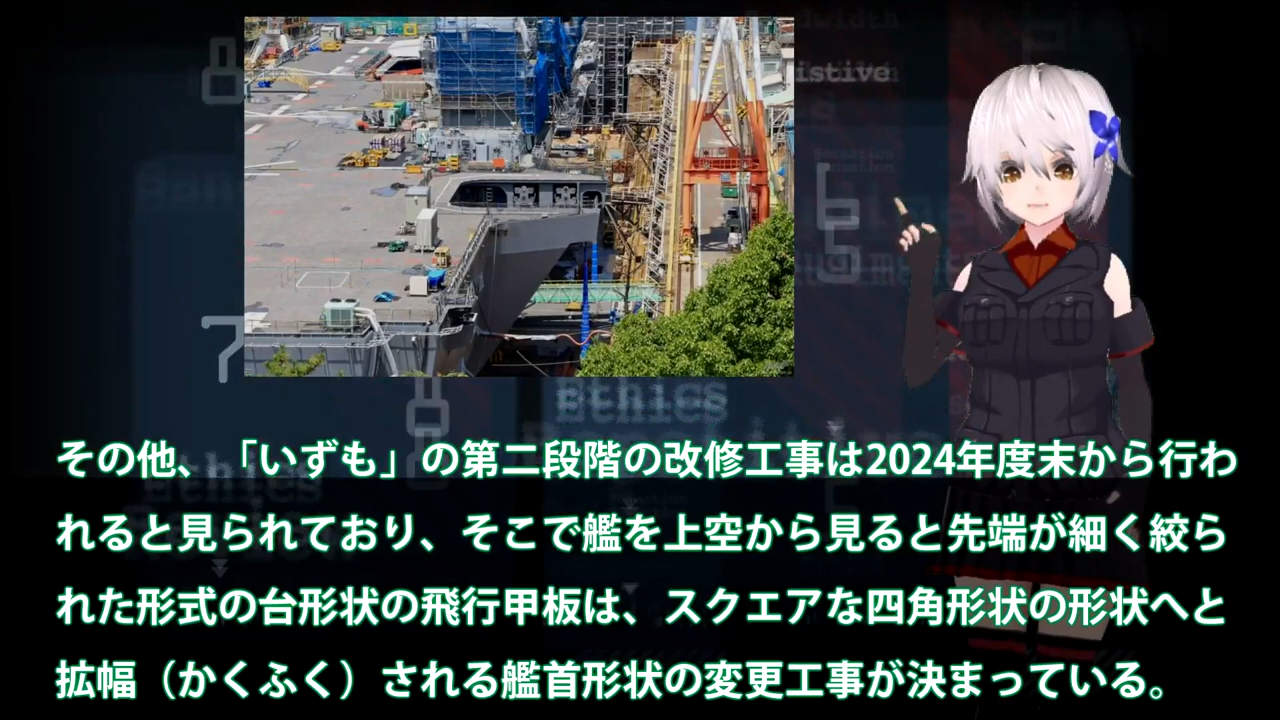 istive
Ethics
7
その他、「いずも」の第二段階の改修工事は2024年度末から行わ
れると見られており、そこで艦を上空から見ると先端が細く絞ら
れた形式の台形状の飛行甲板は、スクエアな四角形状の形状へと
拡幅（かくふく）される艦首形状の変更工事が決まっている。